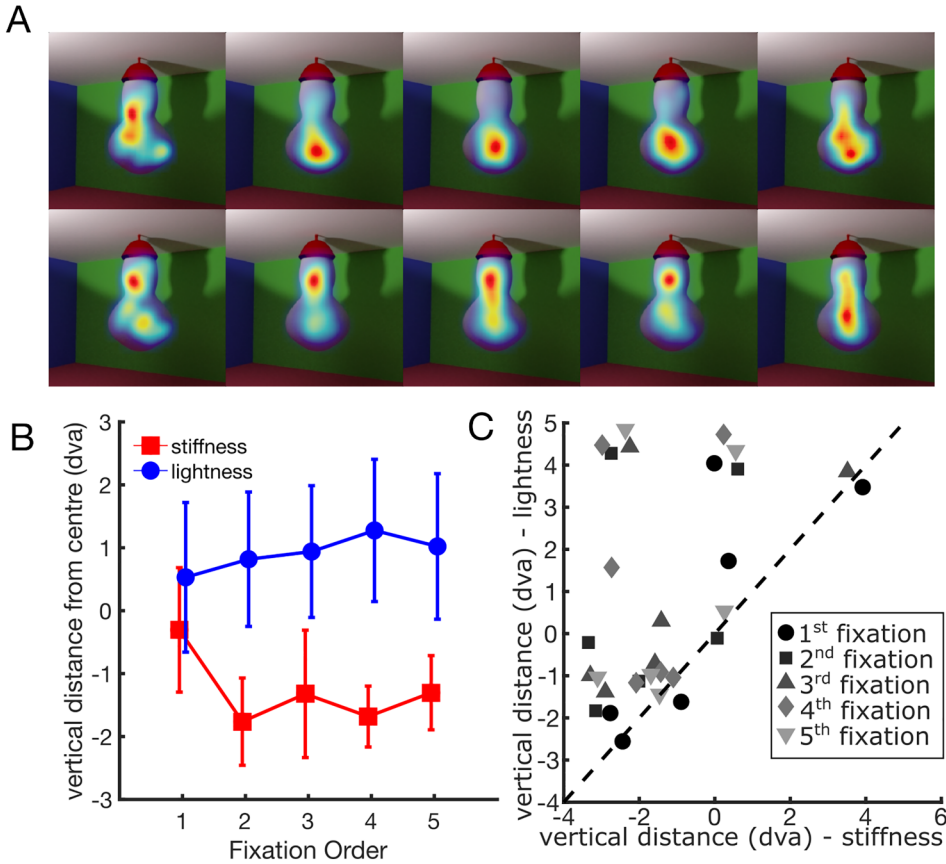 A
B
3
2
1
0
-1
-2
-3
vertical distance from centre (dva)
stiffness
lightness
1 2 3 4 5
Fixation Order
C
5
4
3
2
1
0
-1
-2
-3
-4
vertical distance (dva) - lightness
1st fixation
2nd fixation
3rd fixation
4th fixation
5th fixation
-4 -2 0 2 4 6
vertical distance (dva) - stiffness